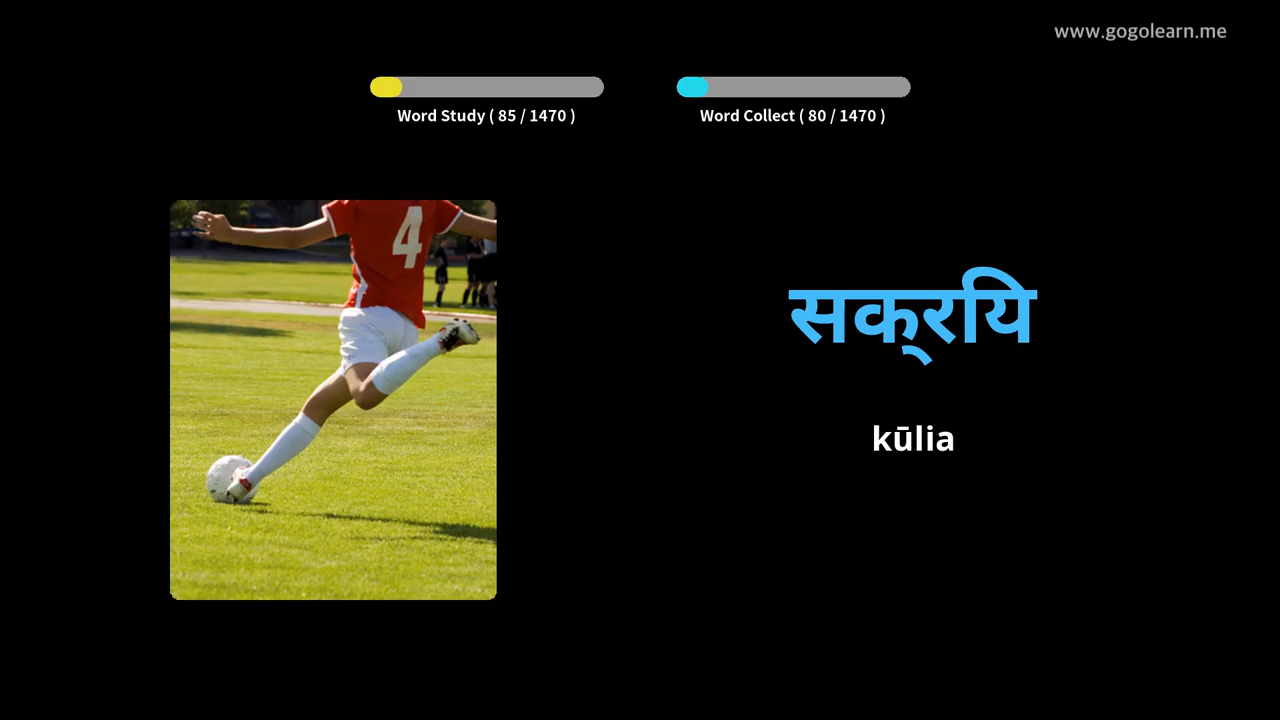 www.gogolearn.me
Word Study ( 85 / 1470 )
Word Collect ( 80 / 1470 )
4
सक्‌रयि
kūlia